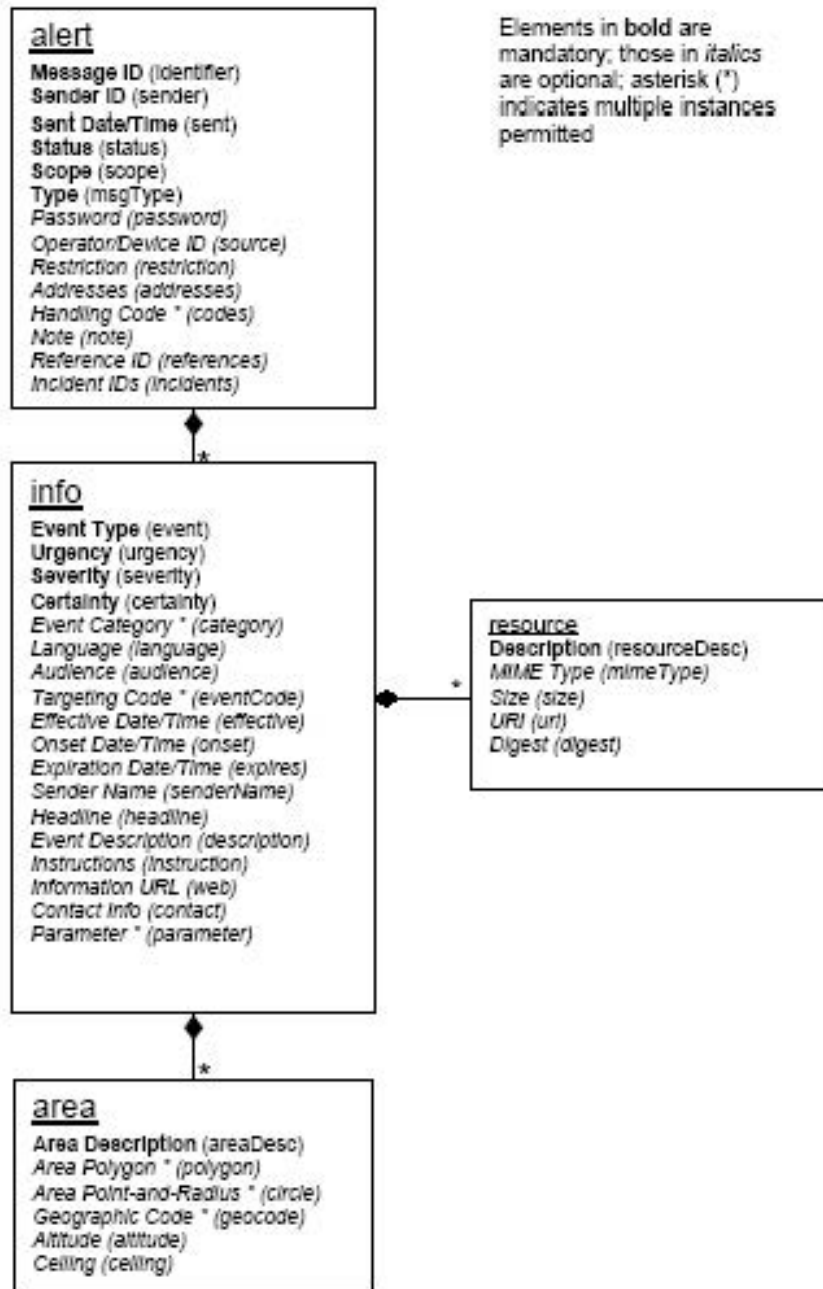 alert
Message ID (identifier)
Sender ID (sender)
Sent Date/Time (sent)
Status (status)
Scope (scope)
Type (msgType)
Password (password)
Operator/Device ID (source)
Restriction (restriction)
Addresses (addresses)
Handling Code * (codes)
Note (note)
Reference ID (references)
Incident IDs (incidents)
Elements in bold are
mandatory; those in italics
are optional; asterisk (*)
indicates multiple instances
permitted
*
info
Event Type (event)
Urgency (urgency)
Severity (severity)
Certainty (certainty)
Event Category * (category)
Language (language)
Audience (audience)
Targeting Code * (eventCode)
Effective Date/Time (effective)
Onset Date/Time (onset)
Expiration Date/Time (expires)
Sender Name (senderName)
Headline (headline)
Event Description (description)
Instructions (instruction)
Information URL (web)
Contact Info (contact)
Parameter * (parameter)
*
resource
Description (resourceDesc)
MIME Type (mimeType)
Size (size)
URI (uri)
Digest (digest)
*
area
Area Description (areaDesc)
Area Polygon * (polygon)
Area Point-and-Radius * (circle)
Geographic Code * (geocode)
Altitude (altitude)
Ceiling (ceiling)